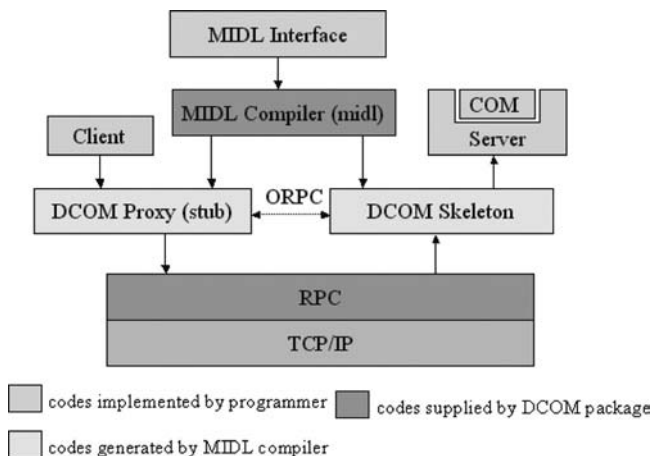 MIDL Interface
MIDL Compiler (midl)
COM
Client
Server
ORPC
DCOM Proxy (stub)
DCOM Skeleton
RPC
TCP/IP
codes implemented by programmer
codes supplied by DCOM package
codes generated by MIDL compiler